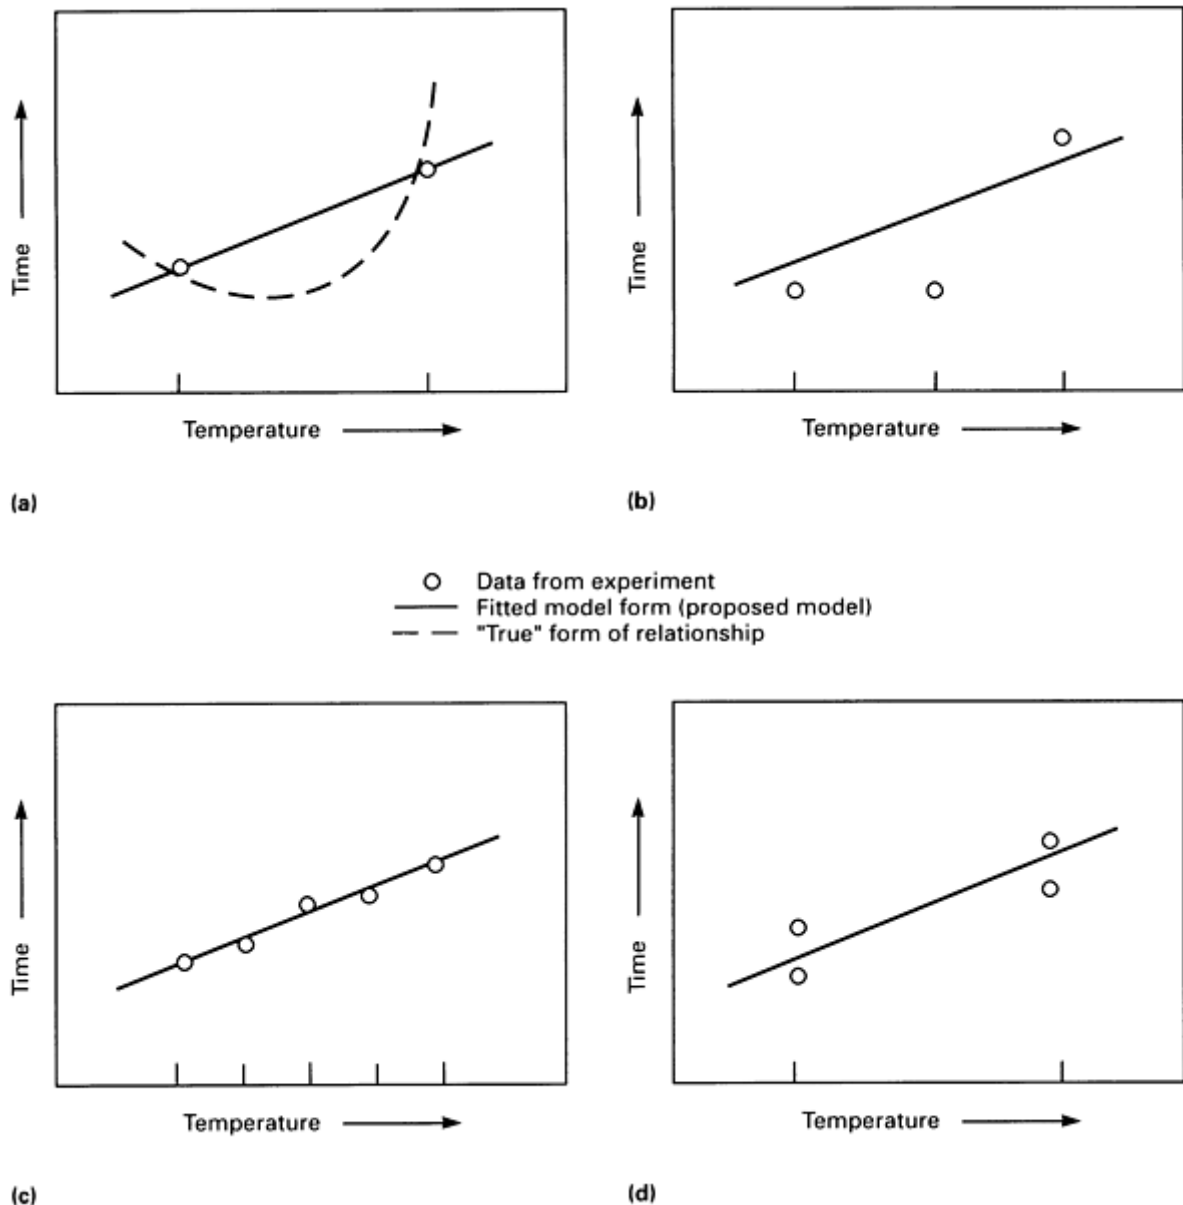 Time
Temperature
(a)
Time
Temperature
(b)
Data from experiment
Fitted model form (proposed model)
"True" form of relationship
Time
Temperature
(c)
Time
Temperature
(d)